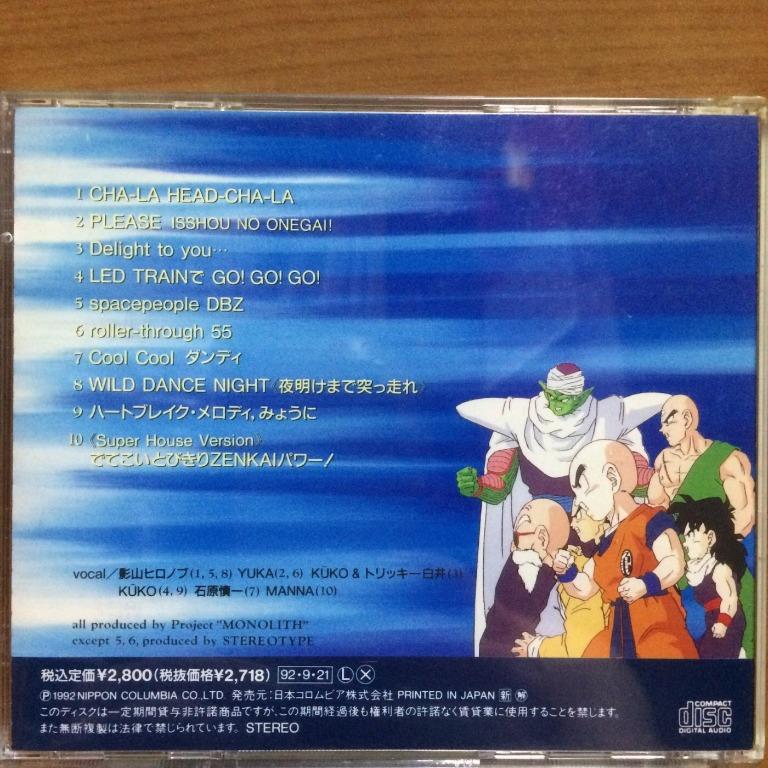 1 CHA-LA HEAD-CHA-LA
2 PLEASE ISSHOU NO ONEGAI!
3 Delight to you…
4 LED TRAINで GO! GO! GO!
5 spacepeople DBZ
6 roller-through 55
7 Cool Cool ダンディ
8 WILD DANCE NIGHT《夜明けまで突っ走れ》
9 ハートブレイク・メロディ,みょうに
10《Super House Version》
でてこいとびきりZENKAIパワー!
vocal/影山ヒロノブ(1, 5, 8) YUKA(2, 6) KŪKO & トリッキー白井(3)
KŪKO(4, 9) 石原慎一(7) MANNA(10)
all produced by Project "MONOLITH"
except 5, 6, produced by STEREOTYPE
税込定価¥2,800(税抜価格¥2,718) 92・9・21 Ⓛ Ⓧ
Ⓟ1992 NIPPON COLUMBIA CO.,LTD. 発売元:日本コロムビア株式会社 PRINTED IN JAPAN 新
このディスクは一定期間貸与非許諾商品ですが、この期間経過後も権利者の許諾なく賃貸業に使用することを禁じます。
また無断複製は法律で禁じられています。 STEREO
COMPACT
disc
DIGITAL AUDIO